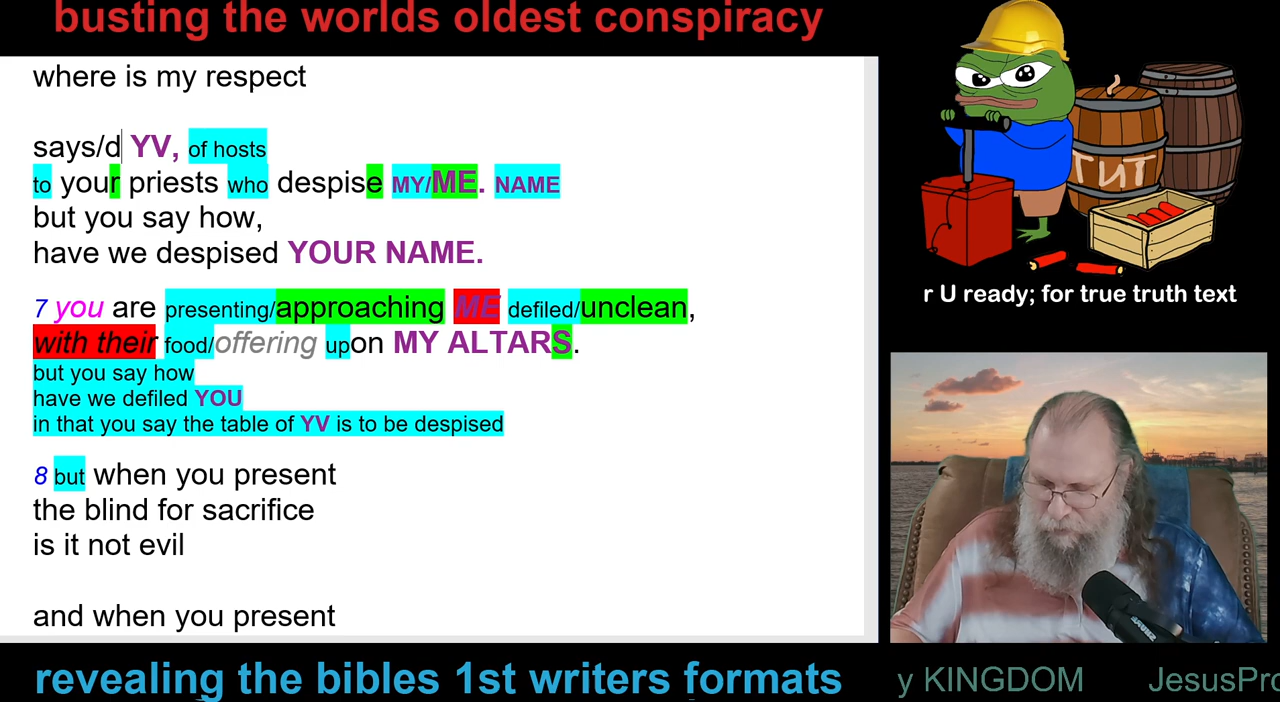 busting the worlds oldest conspiracy
where is my respect
says/d YV, of hosts
to your priests who despise MY/ME. NAME
but you say how,
have we despised YOUR NAME.
7 you are presenting/approaching ME defiled/unclean,
with their food/offering upon MY ALTARS.
but you say how
have we defiled YOU
in that you say the table of YV is to be despised
8 but when you present
the blind for sacrifice
is it not evil
and when you present
TNT
r U ready; for true truth text
revealing the bibles 1st writers formats
y KINGDOM JesusPro